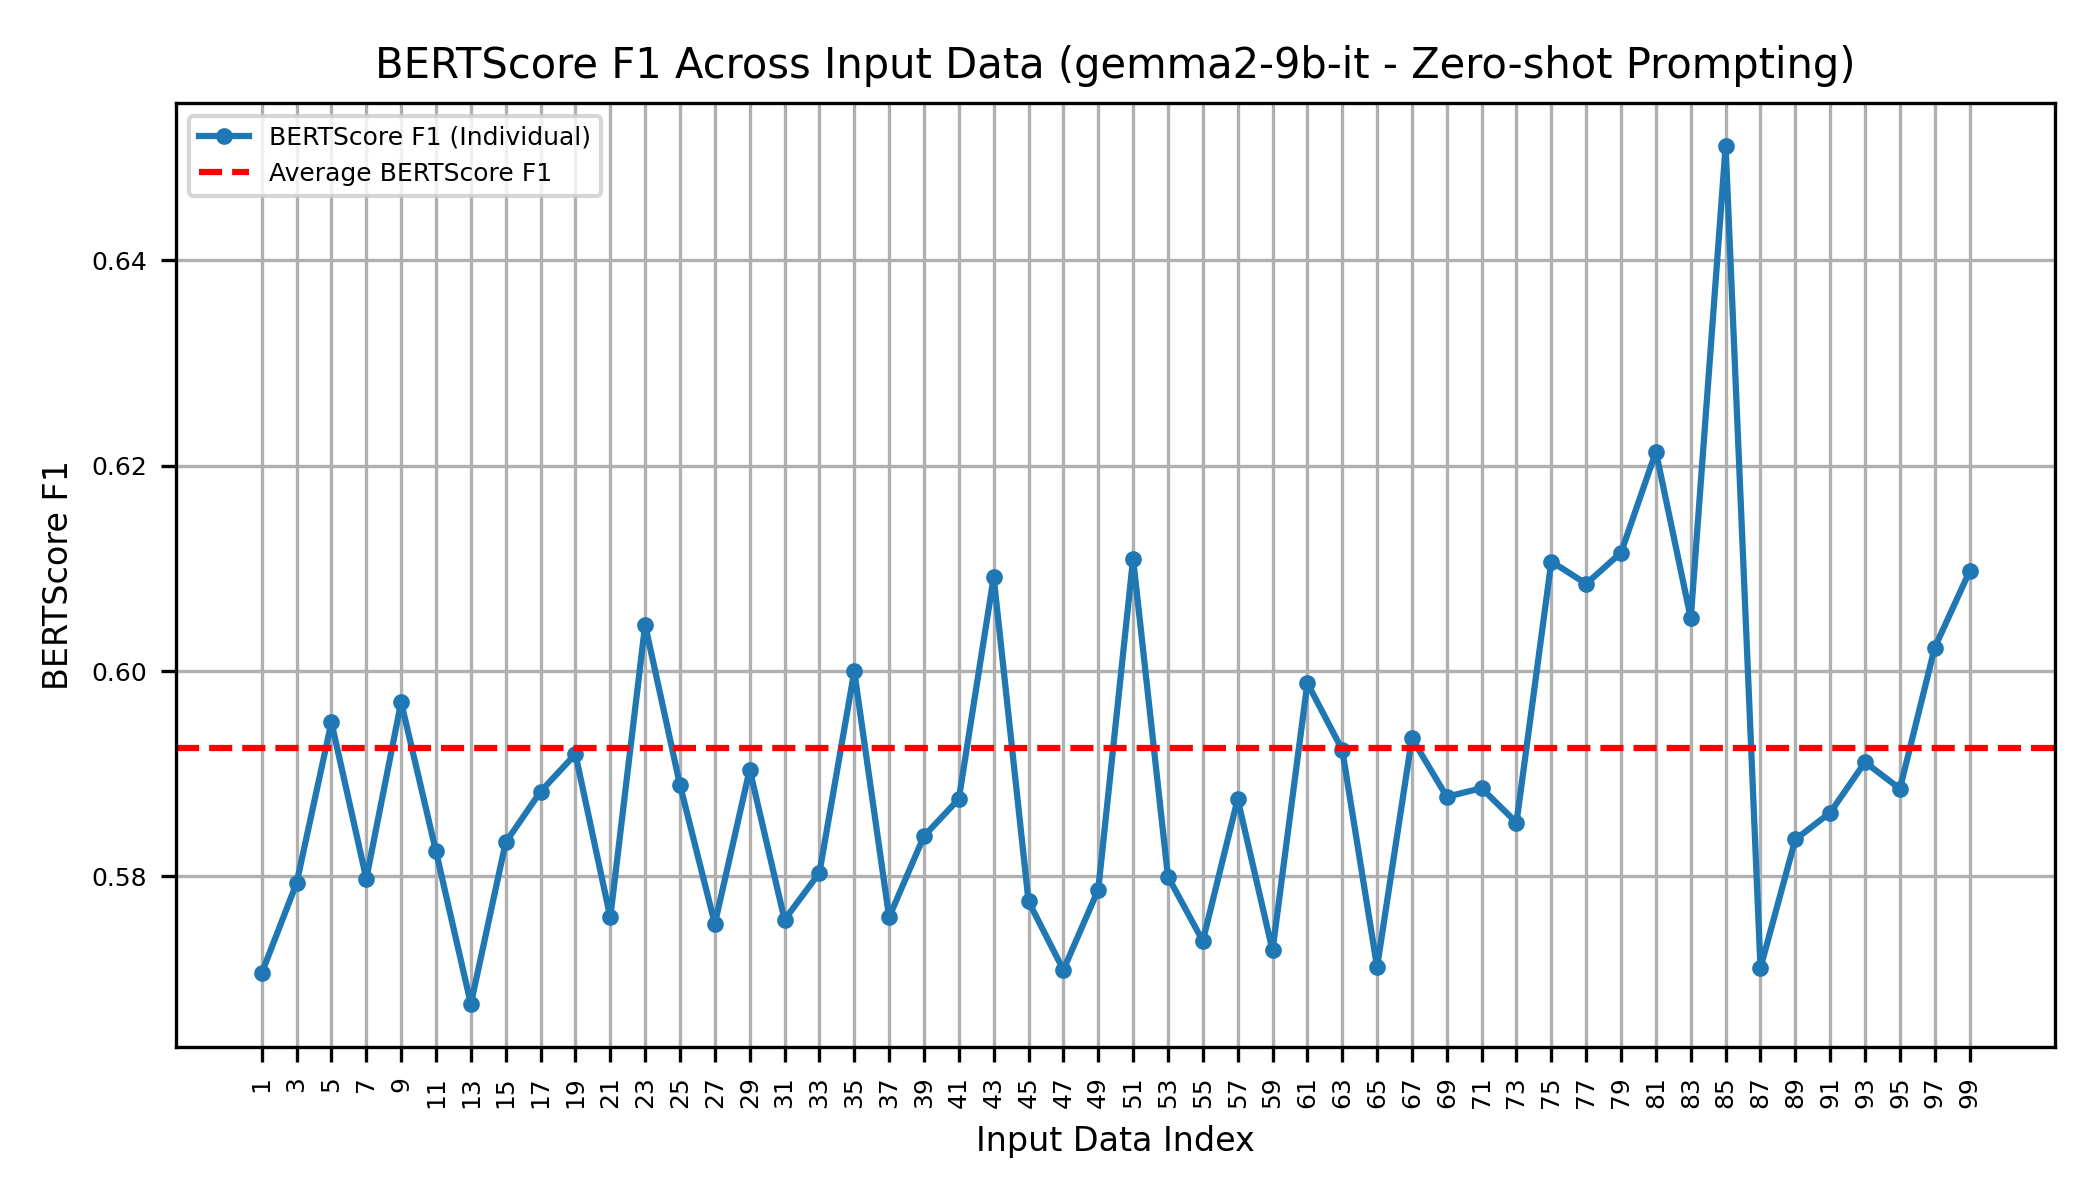 BERTScore F1 Across Input Data (gemma2-9b-it - Zero-shot Prompting)
BERTScore F1 (Individual)
Average BERTScore F1
BERTScore F1
0.64
0.62
0.60
0.58
1 3 5 7 9 11 13 15 17 19 21 23 25 27 29 31 33 35 37 39 41 43 45 47 49 51 53 55 57 59 61 63 65 67 69 71 73 75 77 79 81 83 85 87 89 91 93 95 97 99
Input Data Index